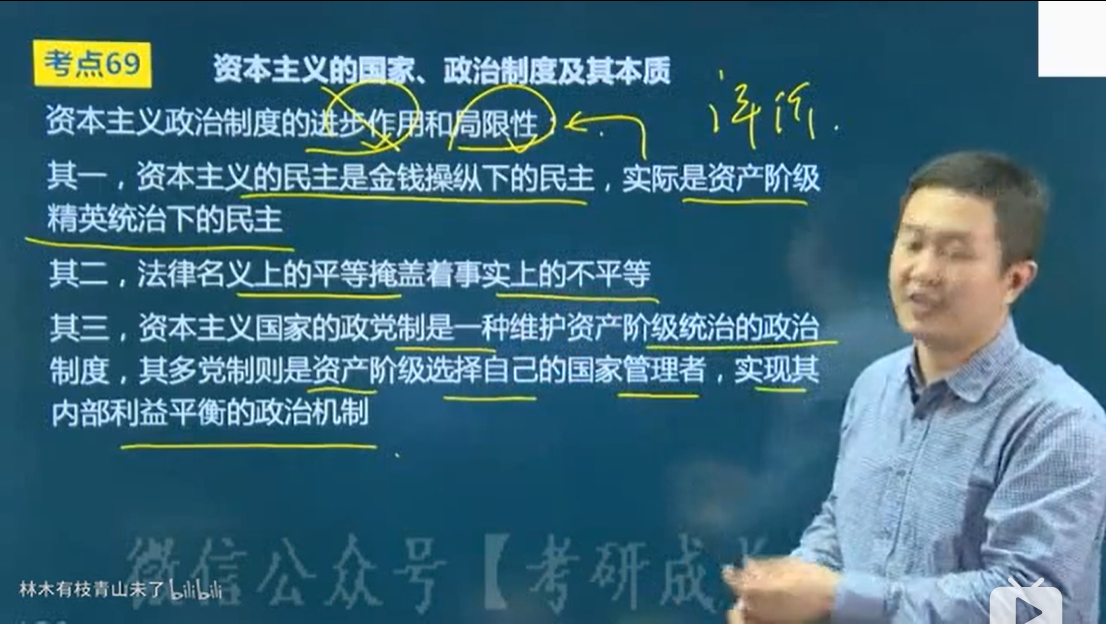 考点69 资本主义的国家、政治制度及其本质
评价.
资本主义政治制度的进步作用和局限性:
其一，资本主义的民主是金钱操纵下的民主，实际是资产阶级
精英统治下的民主
其二，法律名义上的平等掩盖着事实上的不平等
其三，资本主义国家的政党制是一种维护资产阶级统治的政治
制度，其多党制则是资产阶级选择自己的国家管理者，实现其
内部利益平衡的政治机制
微信公众号【考研成
林木有枝青山未了 bilibili